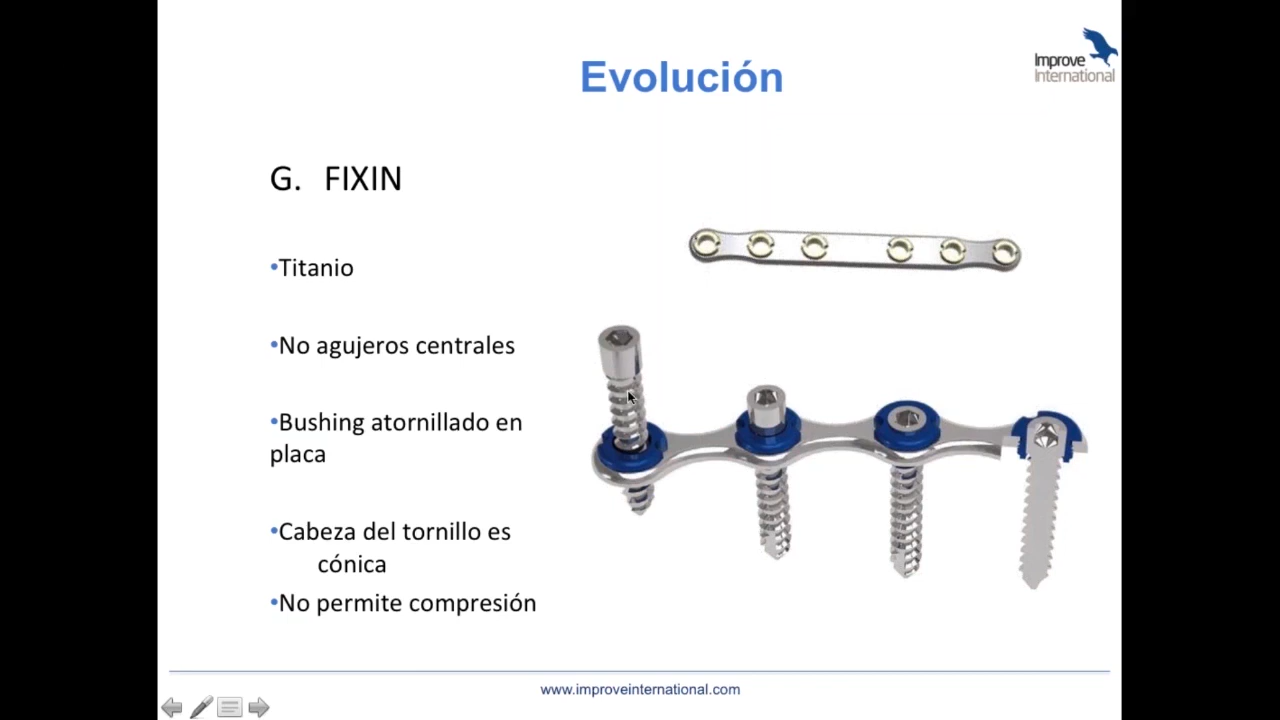 Evolución
Improve
International
G. FIXIN
•Titanio
•No agujeros centrales
•Bushing atornillado en
placa
•Cabeza del tornillo es
cónica
•No permite compresión
www.improveinternational.com